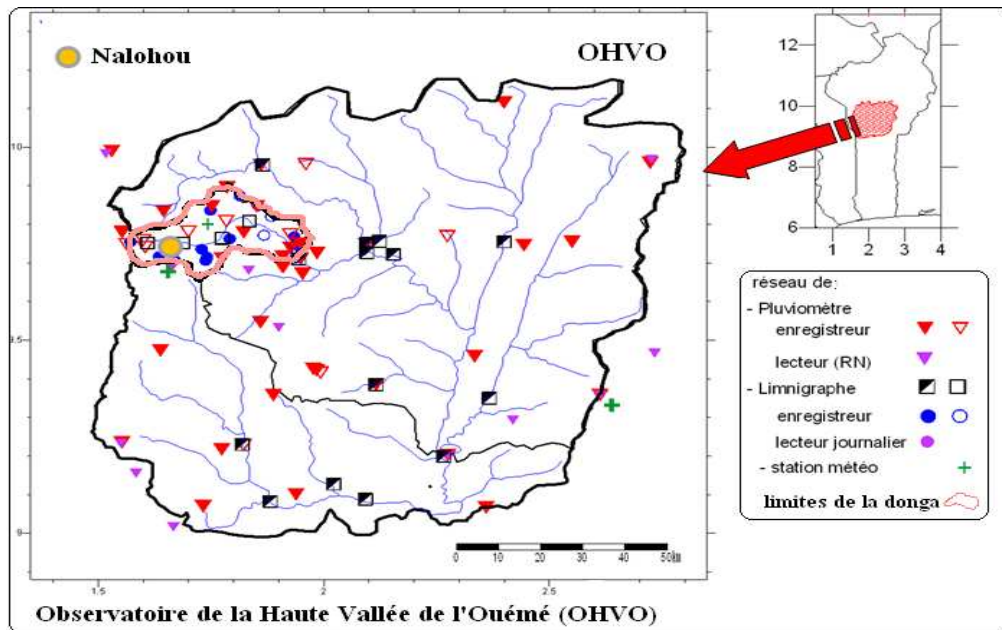 Nalohou
OHVO
10
9.5
9
1.5
2
2.5
0 10 20 30 40 50km
Observatoire de la Haute Vallée de l'Ouémé (OHVO)
12
10
8
6
1 2 3 4
réseau de:
- Pluviomètre
enregistreur
lecteur (RN)
- Limnigraphe
enregistreur
lecteur journalier
- station météo
limites de la donga